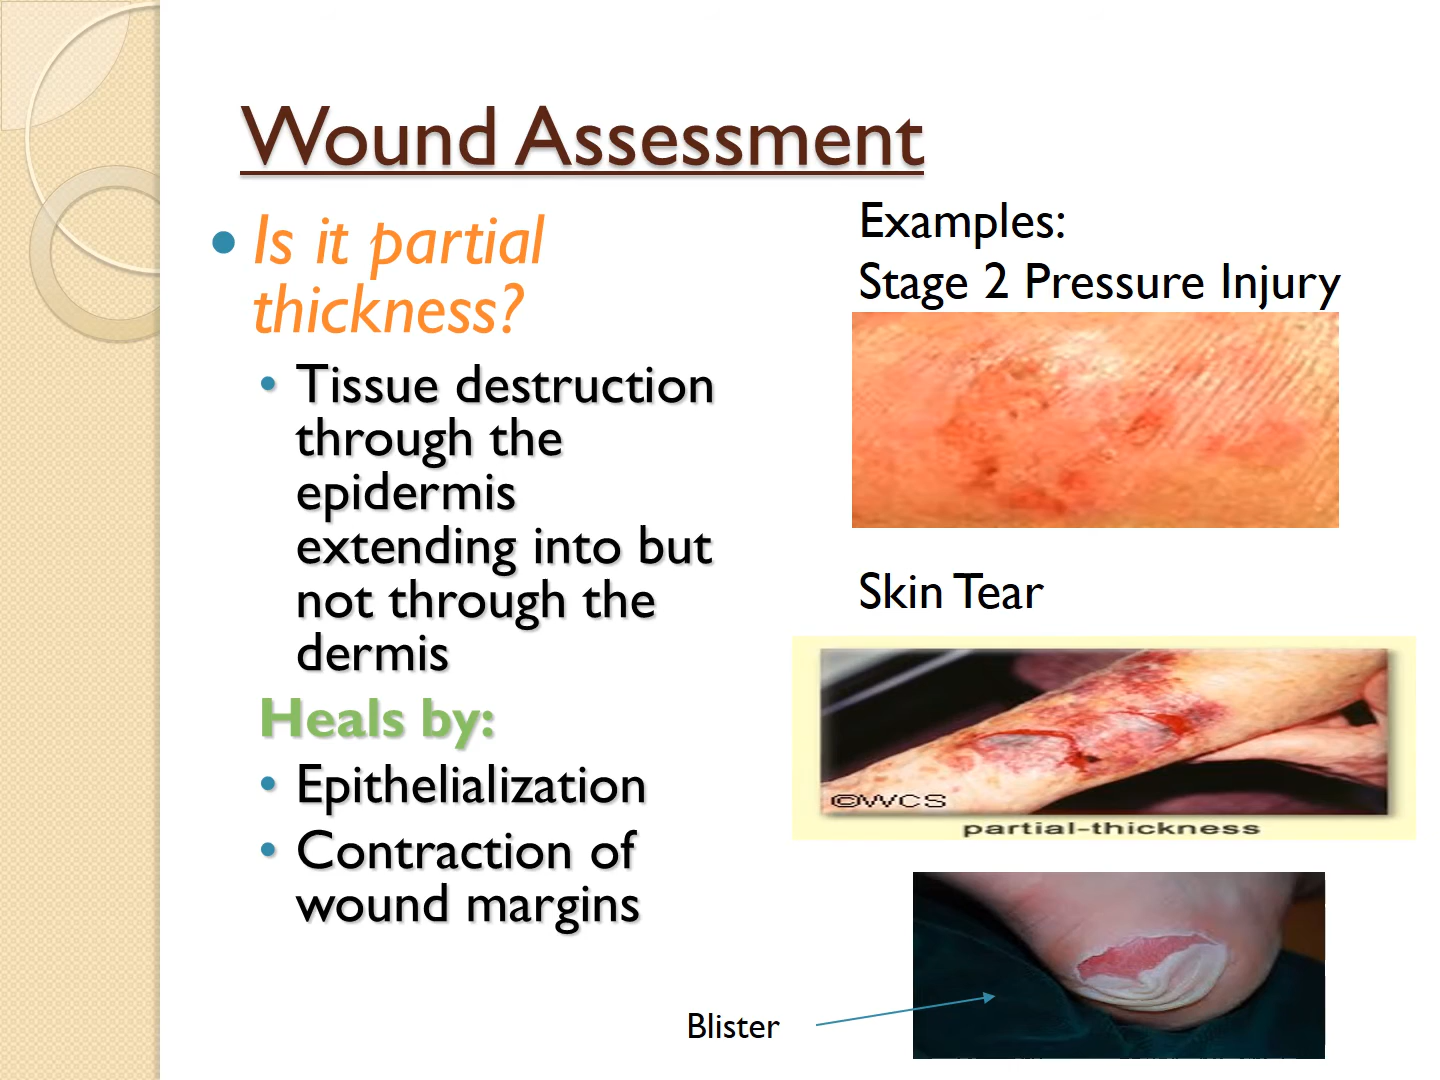 Wound Assessment
Is it partial
thickness?
Tissue destruction
through the
epidermis
extending into but
not through the
dermis
Heals by:
Epithelialization
Contraction of
wound margins
Examples:
Stage 2 Pressure Injury
Skin Tear
©WCS
partial-thickness
Blister